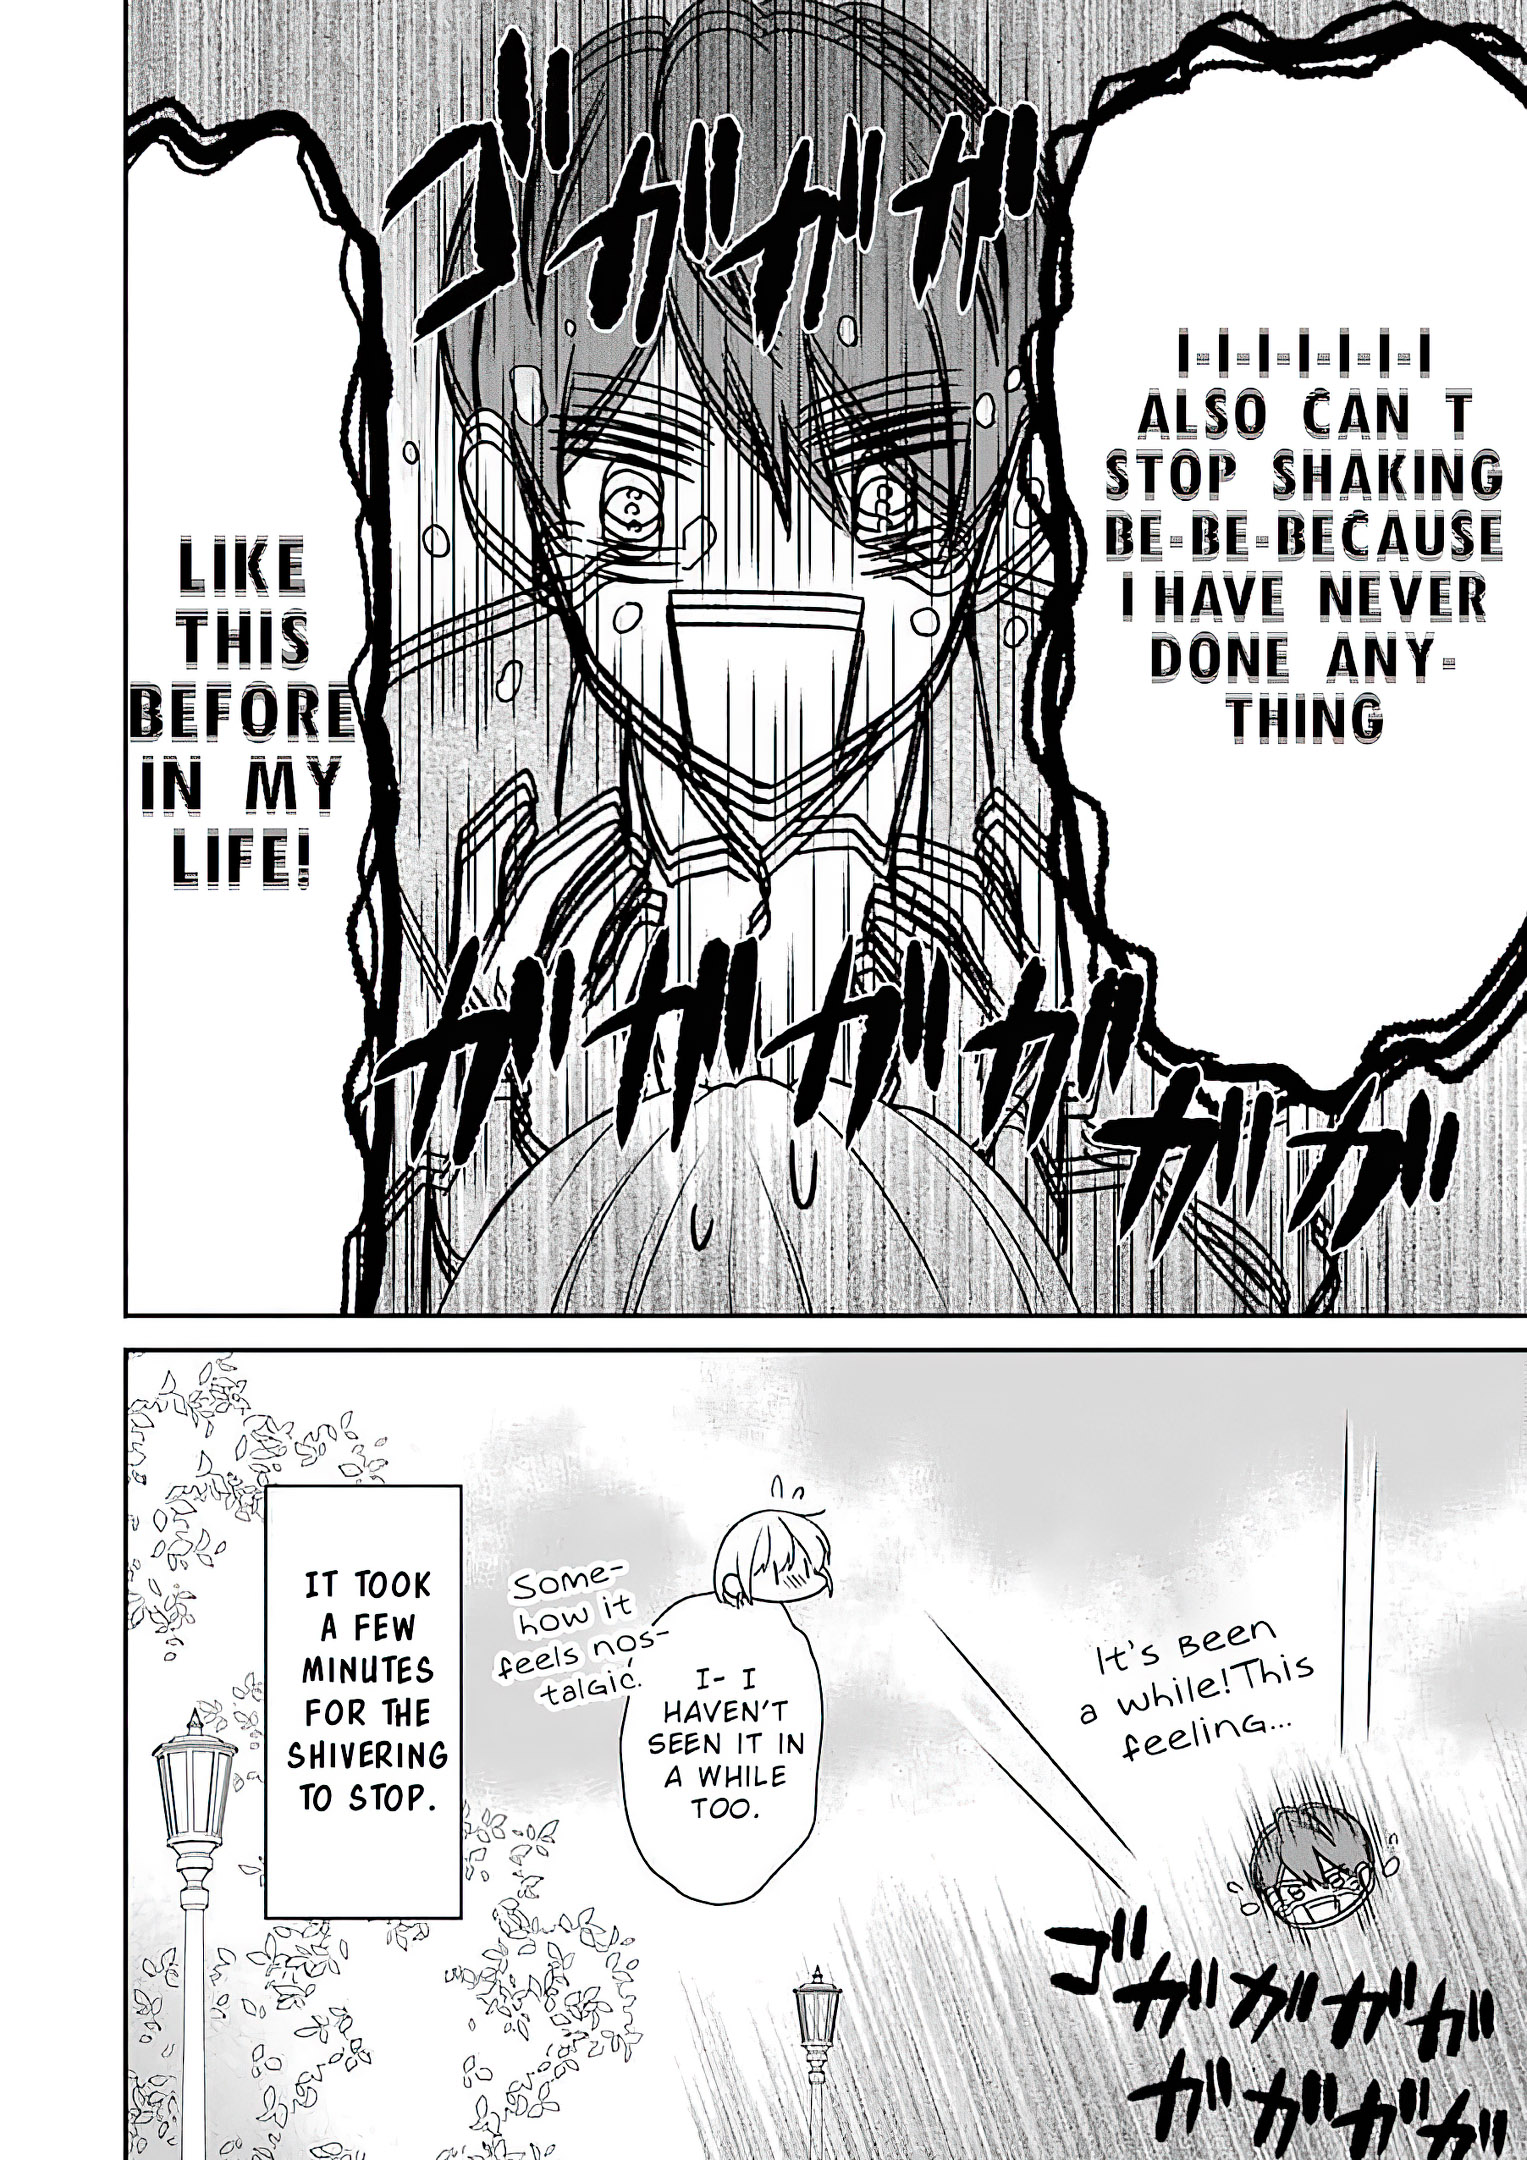 I-I-I-I-I-I-I
ALSO CAN T
STOP SHAKING
BE-BE-BECAUSE
I HAVE NEVER
DONE ANY-
THING
LIKE
THIS
BEFORE
IN MY
LIFE!
ゴガガガ
ガガガガガガ
It's been
a while! This
feeling...
ゴガガガガ
ガガガガ
I- I
HAVEN'T
SEEN IT IN
A WHILE
TOO.
Some-
how it
feels nos-
talgic.
IT TOOK
A FEW
MINUTES
FOR THE
SHIVERING
TO STOP.